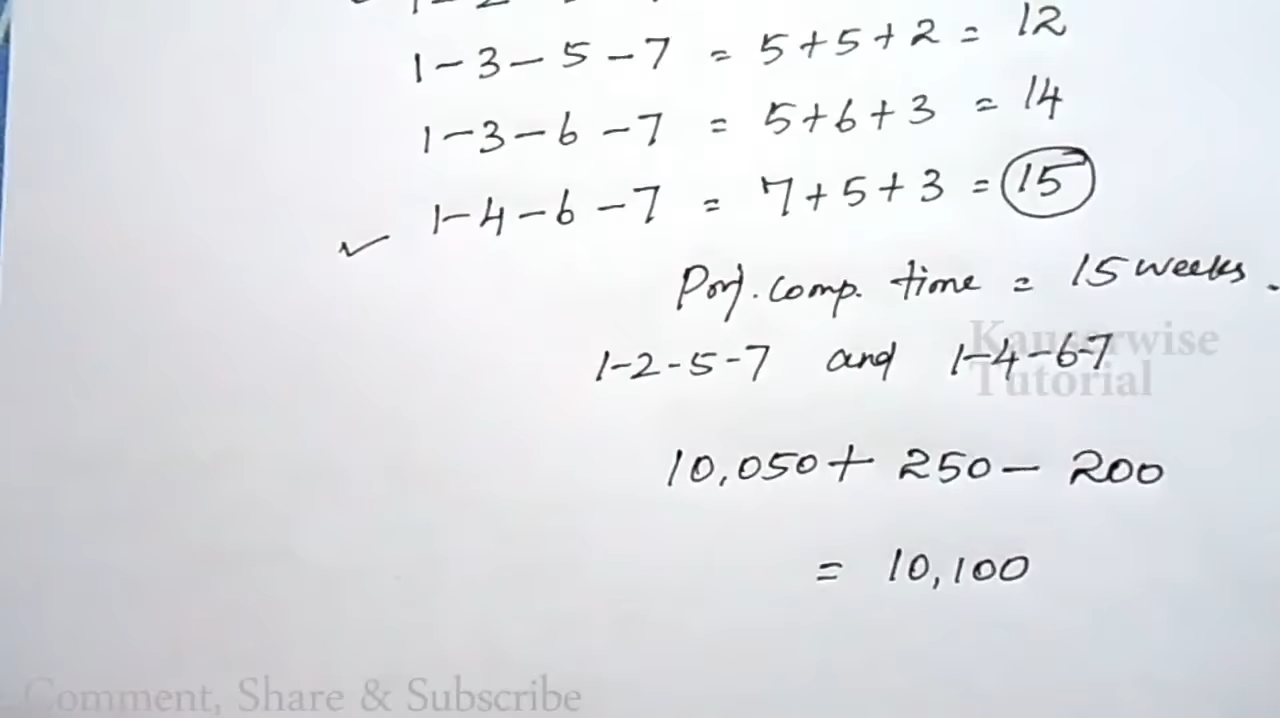 1-3-5-7 = 5+5+2 = 12
1-3-6-7 = 5+6+3 = 14
✓ 1-4-6-7 = 7+5+3 = 15
comp. time = 15 weeks.
Kauserwise
Tutorial
1-2-5-7 and 1-4-6-7
10,050 + 250 - 200
= 10,100
Comment, Share & Subscribe